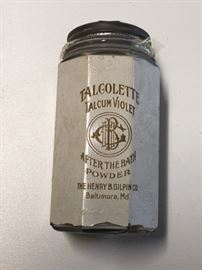 TALCOLETTE
TALCUM VIOLET
AFTER THE BATH
POWDER
THE HENRY B. GILPIN CO.
Baltimore, Md